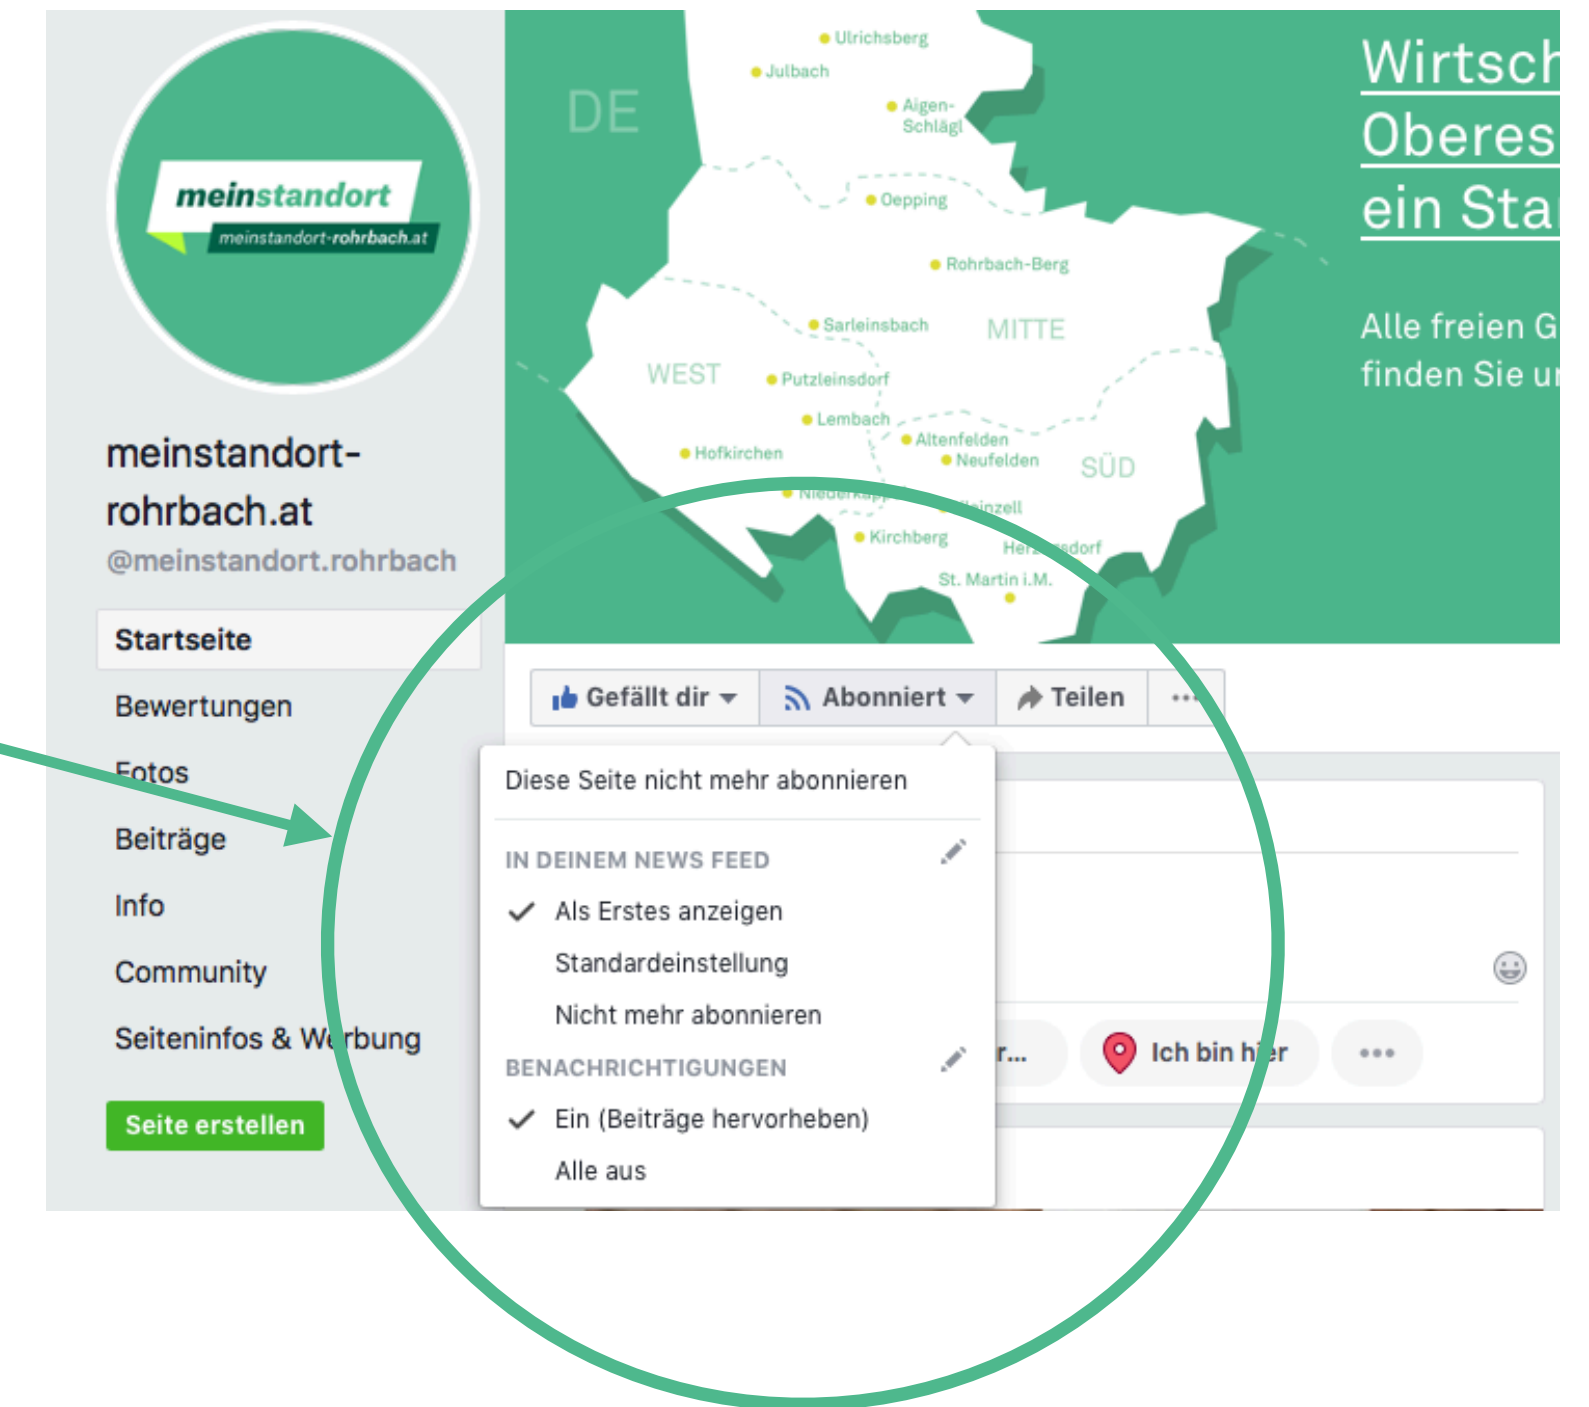 meinstandort
meinstandort-rohrbach.at
meinstandort-
rohrbach.at
@meinstandort.rohrbach
Startseite
Bewertungen
Fotos
Beiträge
Info
Community
Seiteninfos & Werbung
Seite erstellen
DE
Ulrichsberg
Julbach
Aigen-
Schlägl
Oepping
Rohrbach-Berg
Sarleinsbach
MITTE
WEST
Putzleinsdorf
Lembach
Altenfelden
Hofkirchen
Neufelden
SÜD
Kirchberg
St. Martin i.M.
Wirtsch
Oberes
ein Sta
Alle freien G
finden Sie u
Gefällt dir
Abonniert
Teilen
Diese Seite nicht mehr abonnieren
IN DEINEM NEWS FEED
Als Erstes anzeigen
Standardeinstellung
Nicht mehr abonnieren
BENACHRICHTIGUNGEN
Ein (Beiträge hervorheben)
Alle aus
r...
Ich bin hier